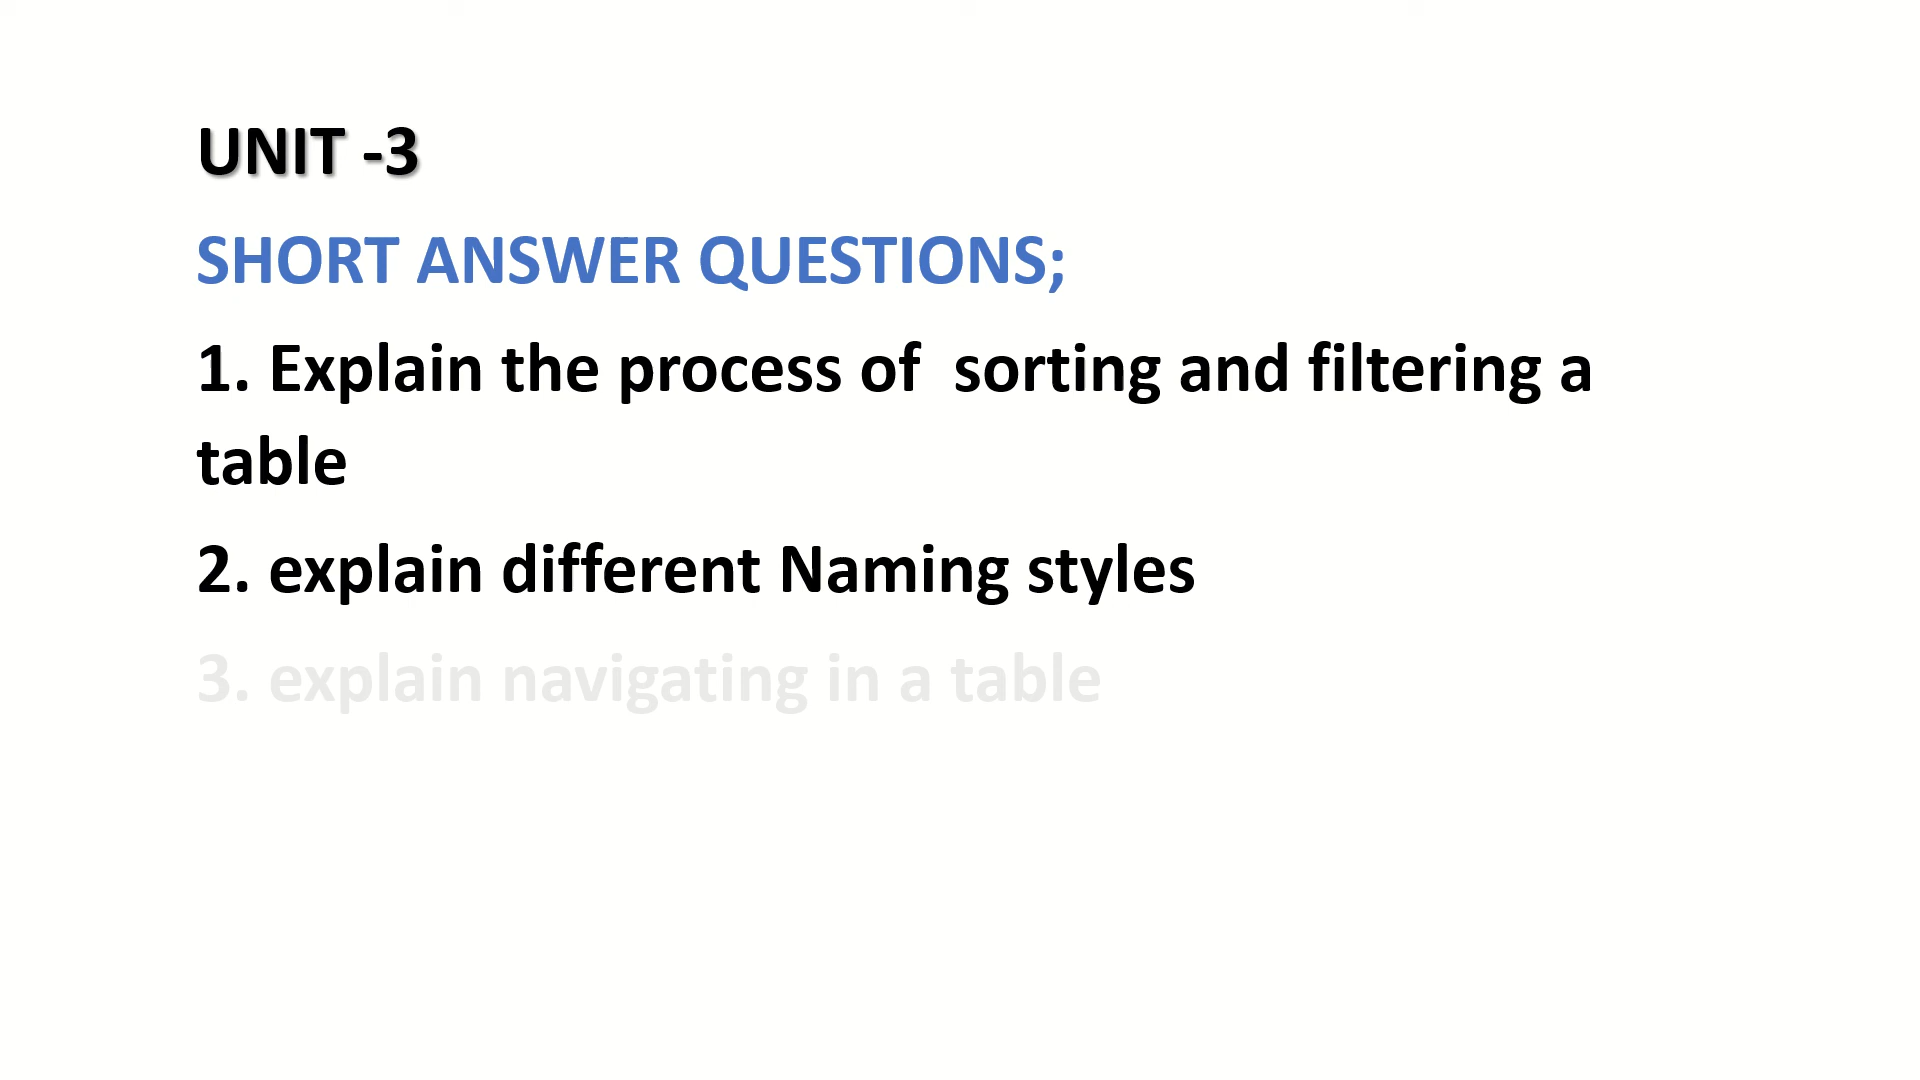 UNIT -3
SHORT ANSWER QUESTIONS;
1. Explain the process of  sorting and filtering a
table
2. explain different Naming styles
3. explain navigating in a table